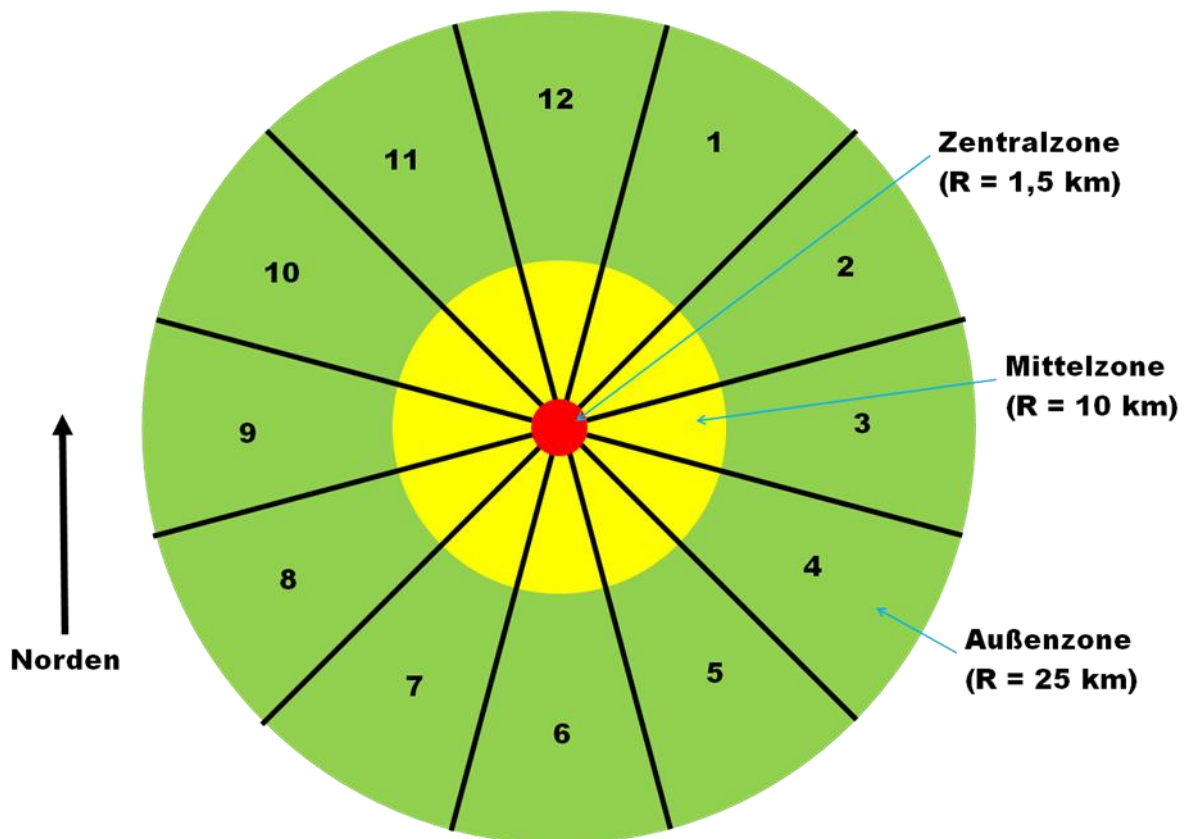 12
1
11
Zentralzone
(R = 1,5 km)
2
10
Mittelzone
(R = 10 km)
3
9
4
8
Außenzone
(R = 25 km)
Norden
5
7
6